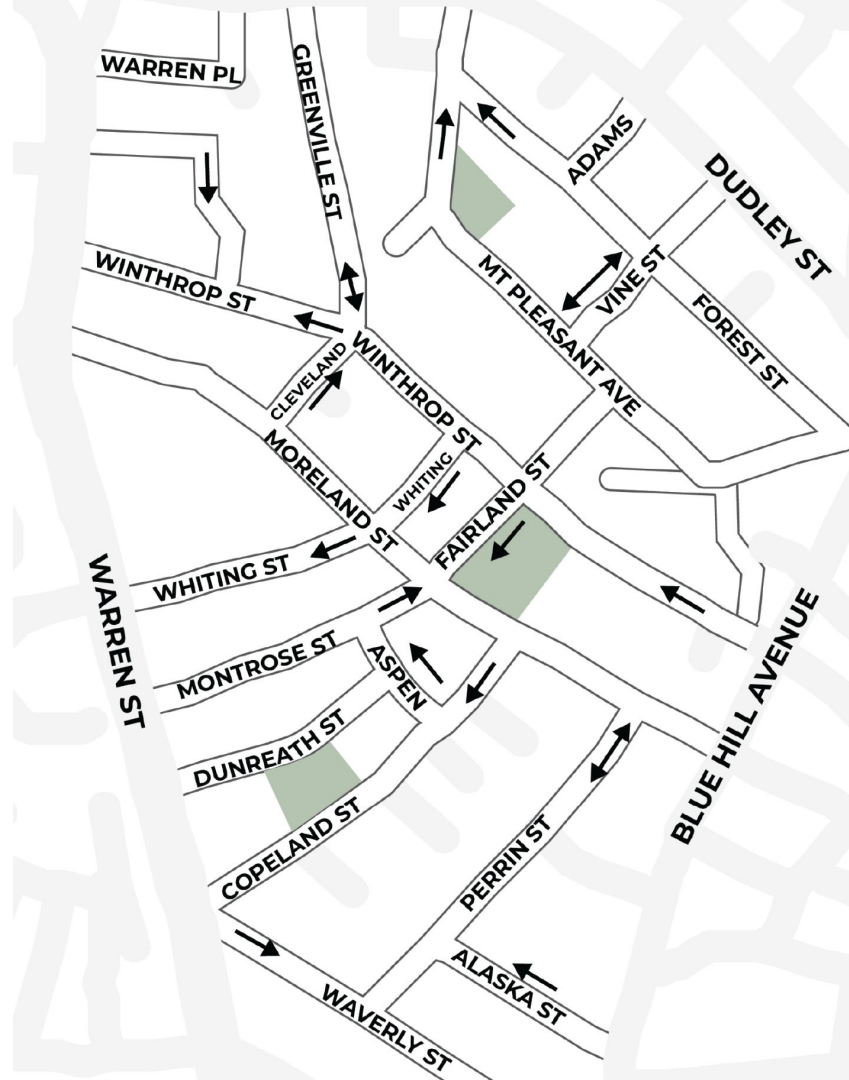 WARREN PL
GREENVILLE ST
ADAMS
DUDLEY ST
WINTHROP ST
MT PLEASANT AVE
VINE ST
FOREST ST
CLEVELAND
WINTHROP ST
MORELAND ST
WHITING
FAIRLAND ST
WHITING ST
WARREN ST
MONTROSE ST
ASPEN
BLUE HILL AVENUE
DUNREATH ST
COPELAND ST
PERRIN ST
ALASKA ST
WAVERLY ST